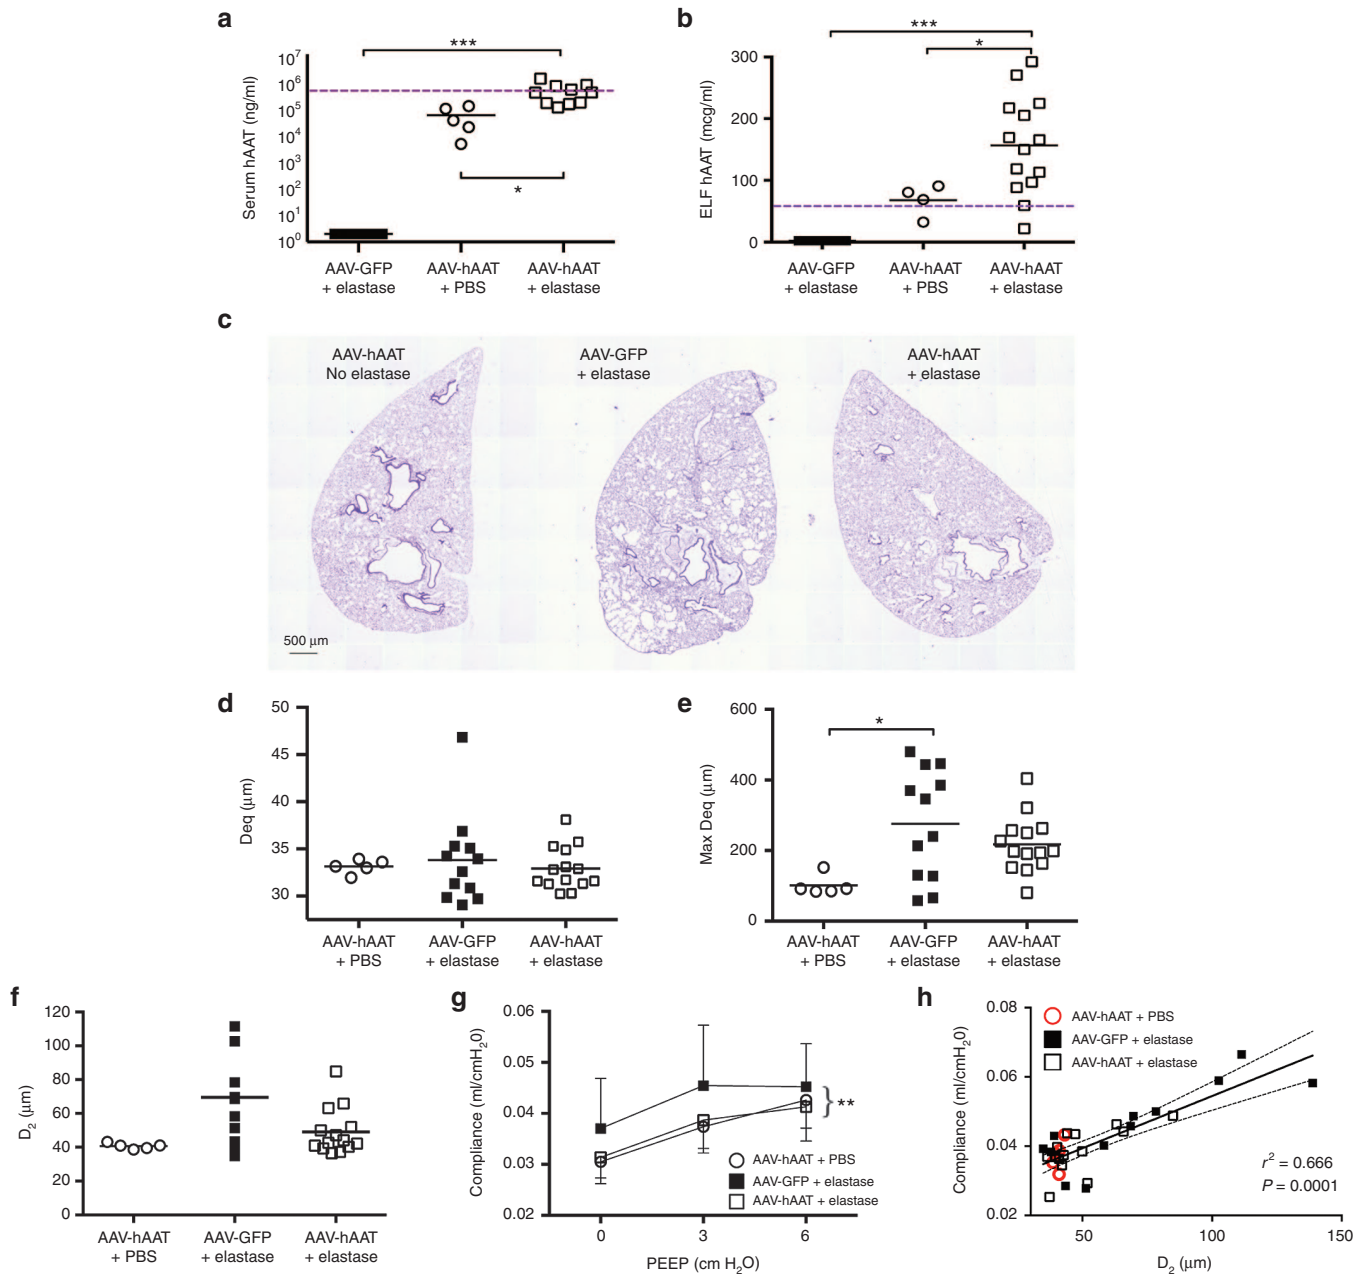 a
***
10⁷
10⁶
10⁵
10⁴
10³
10²
10¹
10⁰
Serum hAAT (ng/ml)
*
AAV-GFP
+ elastase
AAV-hAAT
+ PBS
AAV-hAAT
+ elastase
b
***
*
300
200
100
0
ELF hAAT (mcg/ml)
AAV-GFP
+ elastase
AAV-hAAT
+ PBS
AAV-hAAT
+ elastase
c
AAV-hAAT
No elastase
AAV-GFP
+ elastase
AAV-hAAT
+ elastase
500 μm
d
50
45
40
35
30
Deq (μm)
AAV-hAAT
+ PBS
AAV-GFP
+ elastase
AAV-hAAT
+ elastase
e
*
600
400
200
0
Max Deq (μm)
AAV-hAAT
+ PBS
AAV-GFP
+ elastase
AAV-hAAT
+ elastase
f
120
100
80
60
40
20
0
D₂ (μm)
AAV-hAAT
+ PBS
AAV-GFP
+ elastase
AAV-hAAT
+ elastase
g
0.06
0.05
0.04
0.03
0.02
Compliance (ml/cmH₂0)
}**
AAV-hAAT + PBS
AAV-GFP + elastase
AAV-hAAT + elastase
0
3
6
PEEP (cm H₂O)
h
0.08
0.06
0.04
0.02
Compliance (ml/cmH₂0)
AAV-hAAT + PBS
AAV-GFP + elastase
AAV-hAAT + elastase
r² = 0.666
P = 0.0001
50
100
150
D₂ (μm)